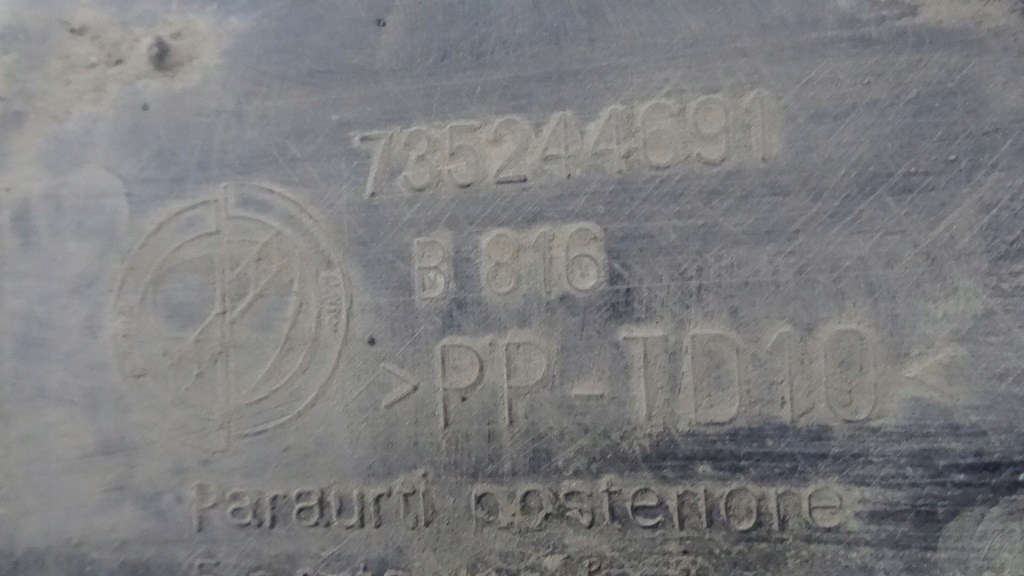 735244691
B 816
>PP-TD10<
Paraurti posteriore